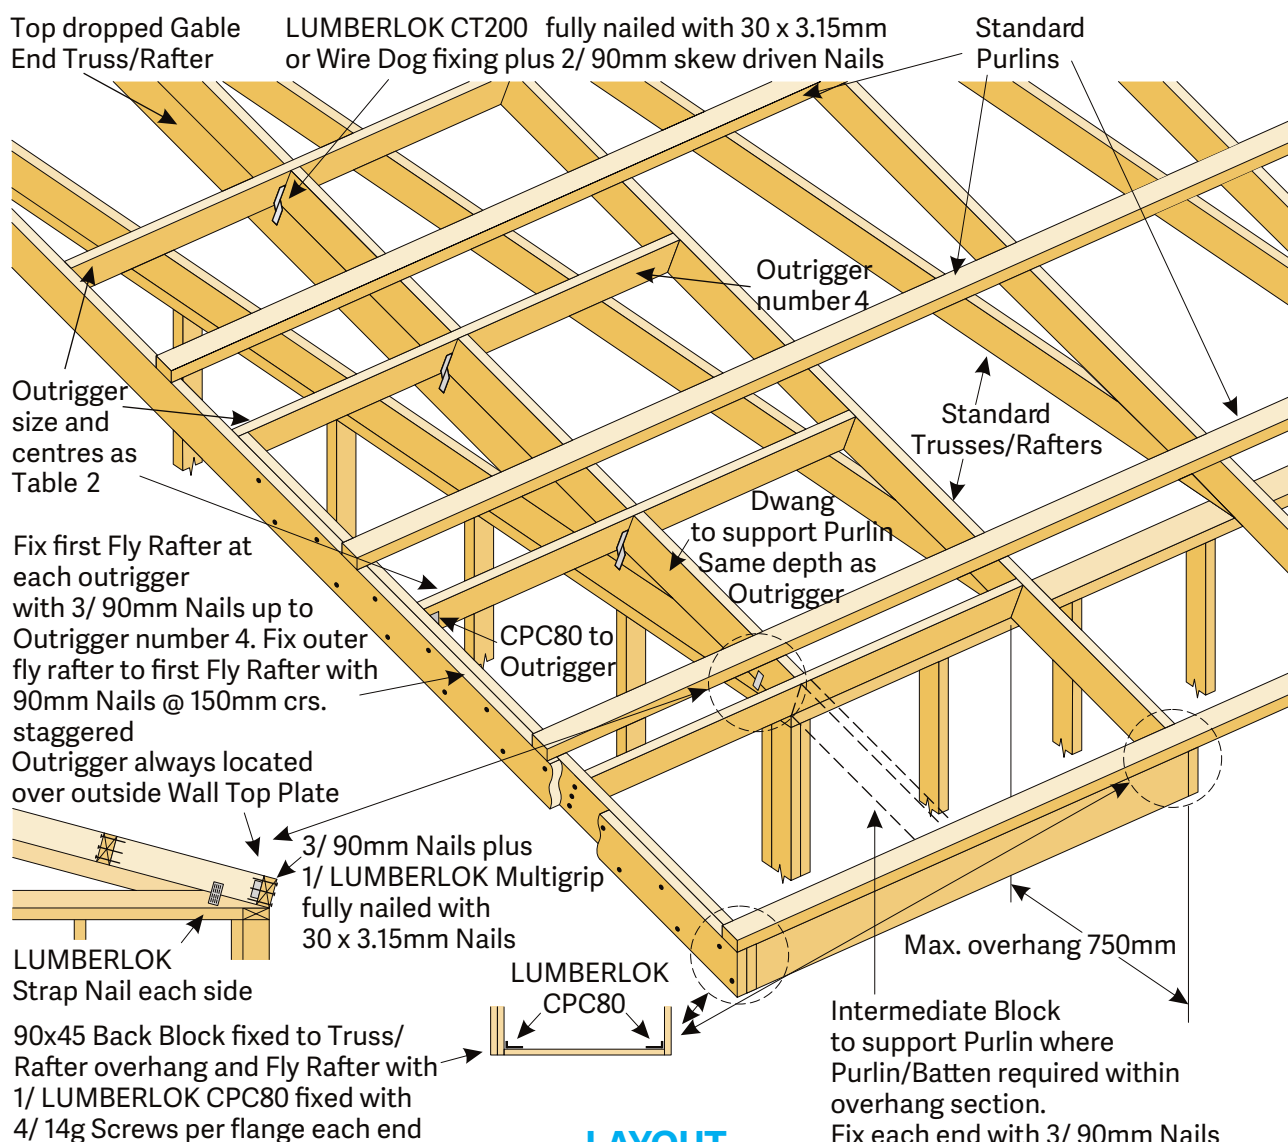 Top dropped Gable
End Truss/Rafter
LUMBERLOK CT200 fully nailed with 30 x 3.15mm
or Wire Dog fixing plus 2/ 90mm skew driven Nails
Standard
Purlins
Outrigger
number 4
Outrigger
size and
centres as
Table 2
Standard
Trusses/Rafters
Dwang
to support Purlin
Same depth as
Outrigger
Fix first Fly Rafter at
each outrigger
with 3/ 90mm Nails up to
Outrigger number 4. Fix outer
fly rafter to first Fly Rafter with
90mm Nails @ 150mm crs.
staggered
CPC80 to
Outrigger
Outrigger always located
over outside Wall Top Plate
3/ 90mm Nails plus
1/ LUMBERLOK Multigrip
fully nailed with
30 x 3.15mm Nails
LUMBERLOK
Strap Nail each side
LUMBERLOK
CPC80
Max. overhang 750mm
90x45 Back Block fixed to Truss/
Rafter overhang and Fly Rafter with
1/ LUMBERLOK CPC80 fixed with
4/ 14g Screws per flange each end
Intermediate Block
to support Purlin where
Purlin/Batten required within
overhang section.
Fix each end with 3/ 90mm Nails
LAYOUT